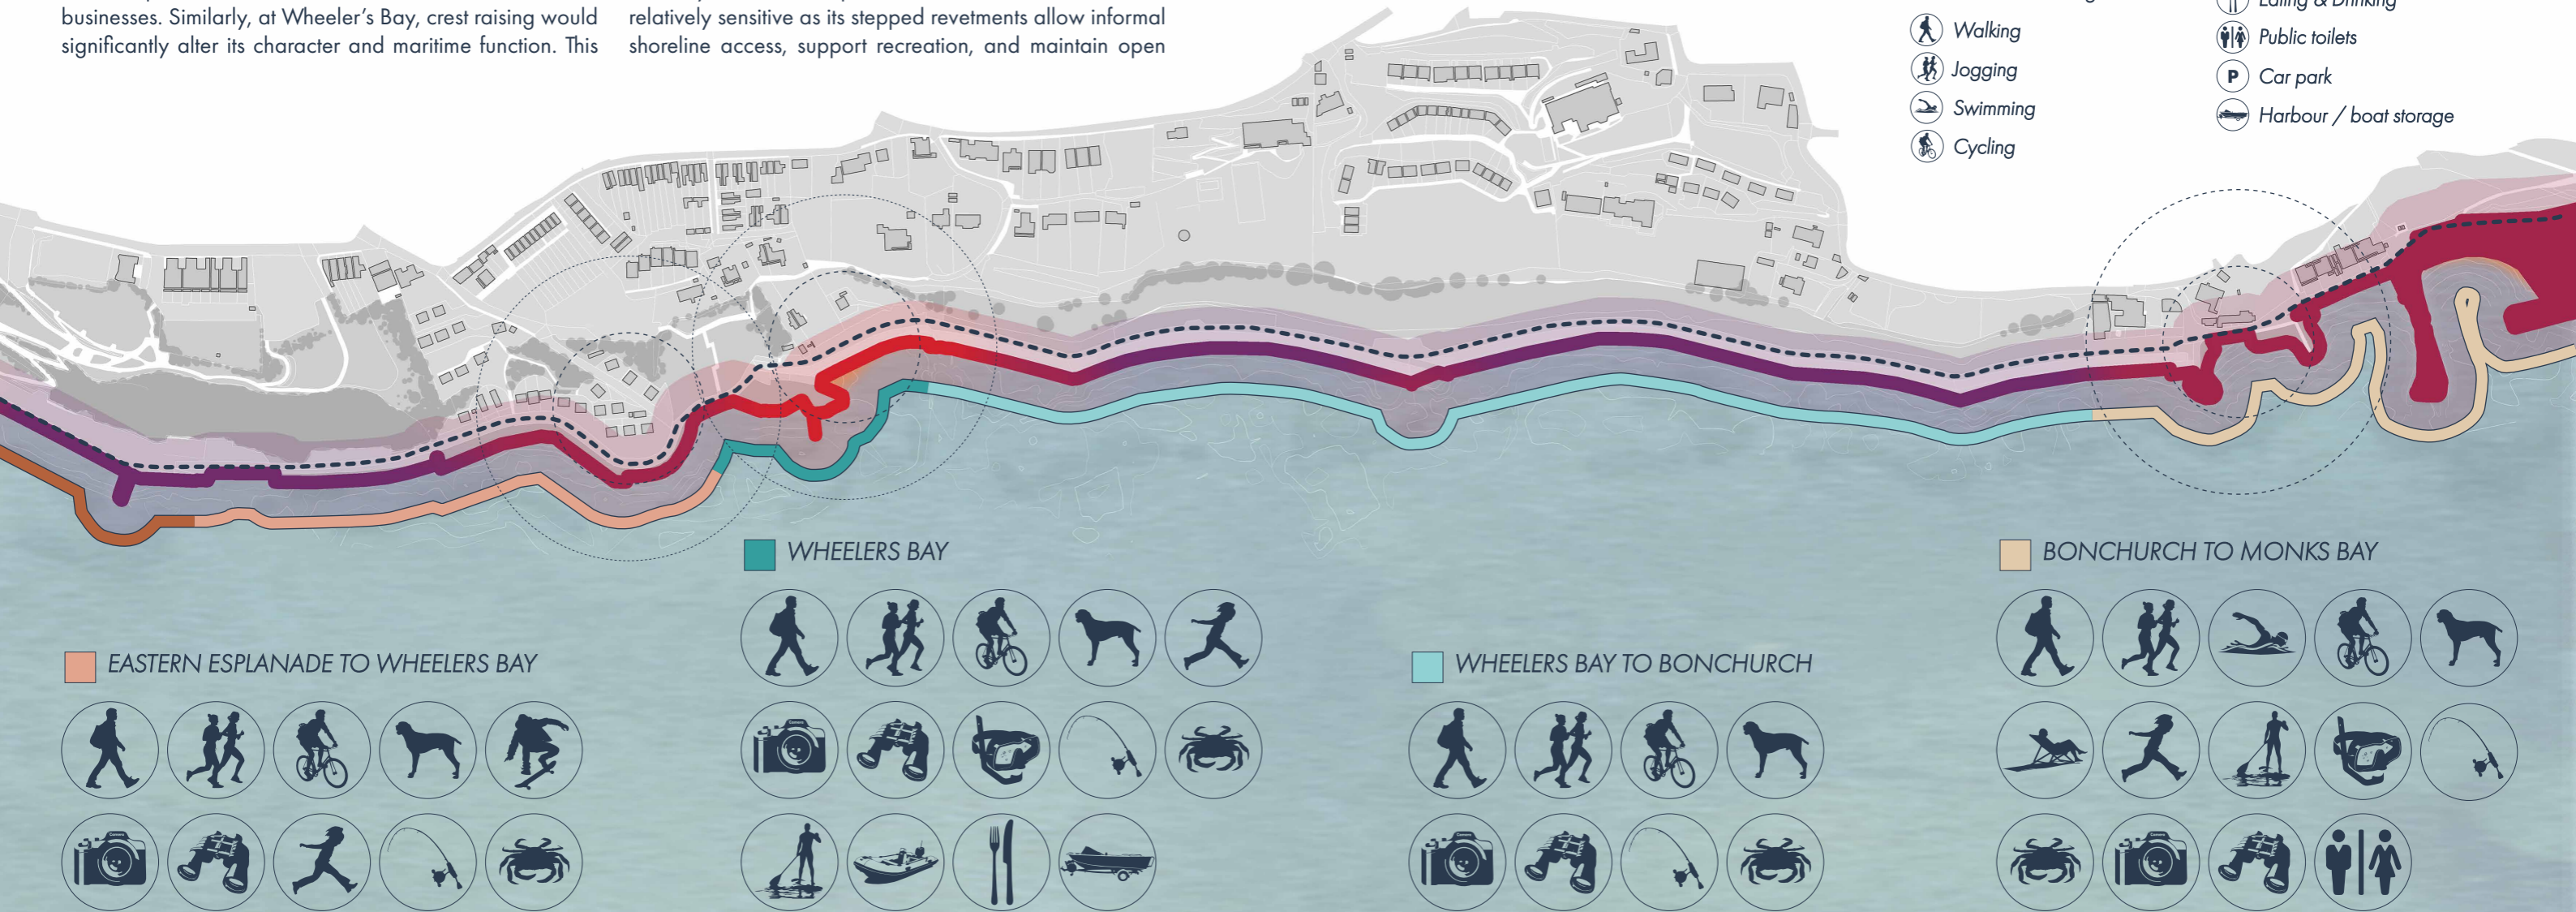 businesses. Similarly, at Wheeler's Bay, crest raising would
significantly alter its character and maritime function. This
relatively sensitive as its stepped revetments allow informal
shoreline access, support recreation, and maintain open
Walking
Jogging
Swimming
Cycling
Eating & Drinking
Public toilets
P Car park
Harbour / boat storage
WHEELERS BAY
BONCHURCH TO MONKS BAY
EASTERN ESPLANADE TO WHEELERS BAY
WHEELERS BAY TO BONCHURCH